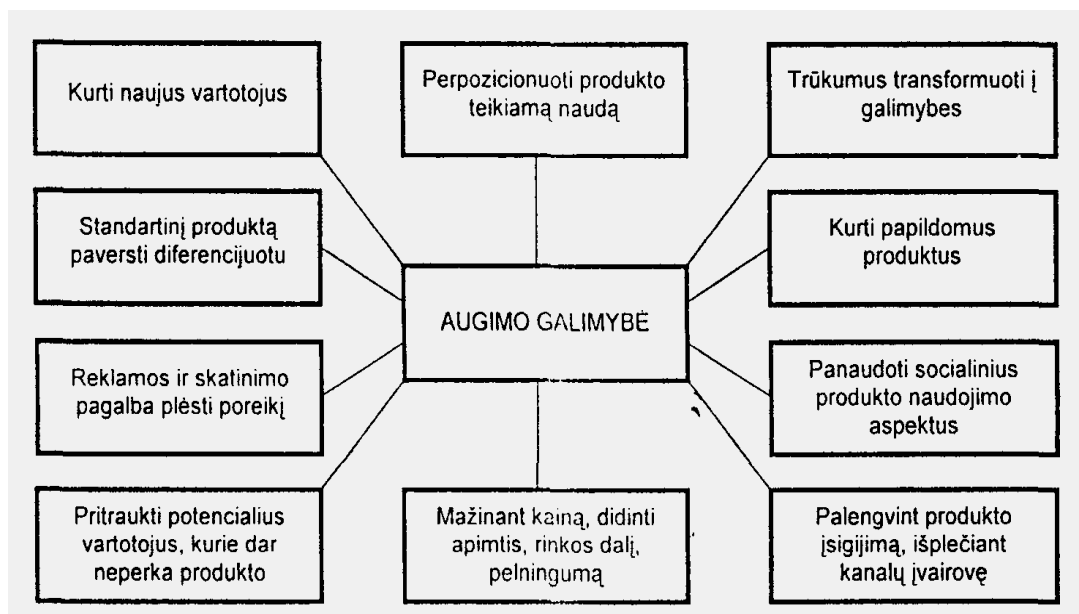 Kurti naujus vartotojus
Perpozicionuoti produkto
teikiamą naudą
Trūkumus transformuoti į
galimybes
Standartinį produktą
paversti diferencijuotu
Kurti papildomus
produktus
AUGIMO GALIMYBĖ
Reklamos ir skatinimo
pagalba plėsti poreikį
Panaudoti socialinius
produkto naudojimo
aspektus
Pritraukti potencialius
vartotojus, kurie dar
neperka produkto
Mažinant kainą, didinti
apimtis, rinkos dalį,
pelningumą
Palengvint produkto
įsigijimą, išplečiant
kanalų įvairovę